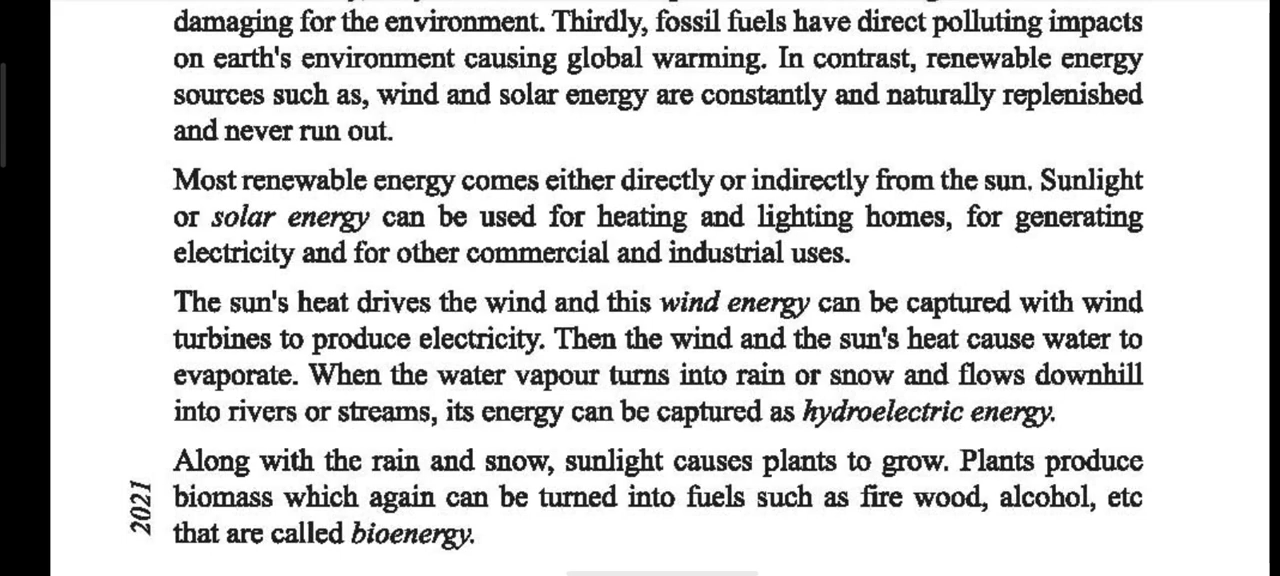 damaging for the environment. Thirdly, fossil fuels have direct polluting impacts
on earth's environment causing global warming. In contrast, renewable energy
sources such as, wind and solar energy are constantly and naturally replenished
and never run out.
Most renewable energy comes either directly or indirectly from the sun. Sunlight
or solar energy can be used for heating and lighting homes, for generating
electricity and for other commercial and industrial uses.
The sun's heat drives the wind and this wind energy can be captured with wind
turbines to produce electricity. Then the wind and the sun's heat cause water to
evaporate. When the water vapour turns into rain or snow and flows downhill
into rivers or streams, its energy can be captured as hydroelectric energy.
Along with the rain and snow, sunlight causes plants to grow. Plants produce
biomass which again can be turned into fuels such as fire wood, alcohol, etc
that are called bioenergy.
2021